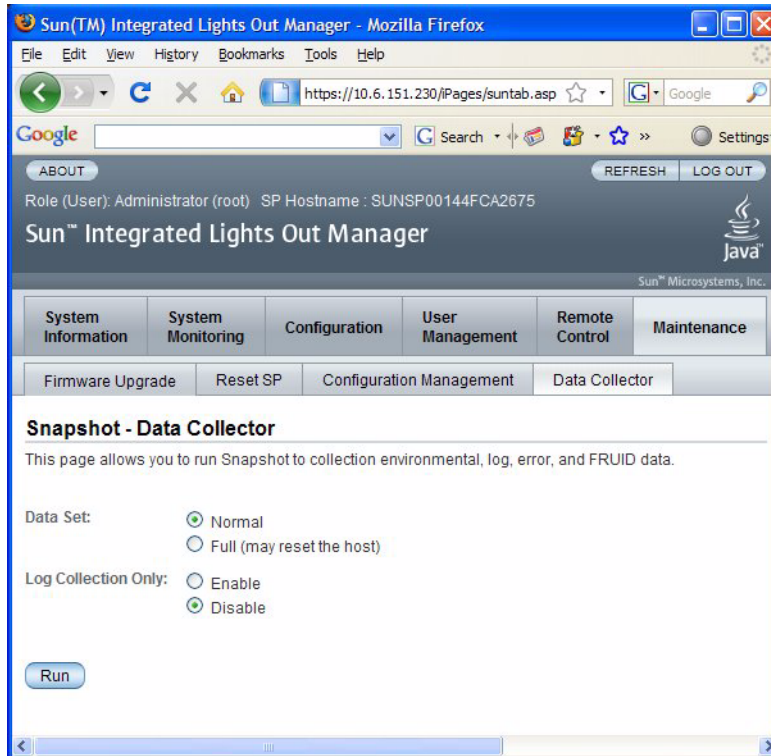 Sun(TM) Integrated Lights Out Manager - Mozilla Firefox
File Edit View History Bookmarks Tools Help
https://10.6.151.230/iPages/suntab.asp G Google
Google G Search » Settings
ABOUT REFRESH LOG OUT
Role (User): Administrator (root) SP Hostname : SUNSP00144FCA2675
Sun™ Integrated Lights Out Manager
Java™
Sun™ Microsystems, Inc.
System Information System Monitoring Configuration User Management Remote Control Maintenance
Firmware Upgrade Reset SP Configuration Management Data Collector
Snapshot - Data Collector
This page allows you to run Snapshot to collection environmental, log, error, and FRUID data.
Data Set: Normal
Full (may reset the host)
Log Collection Only: Enable
Disable
Run